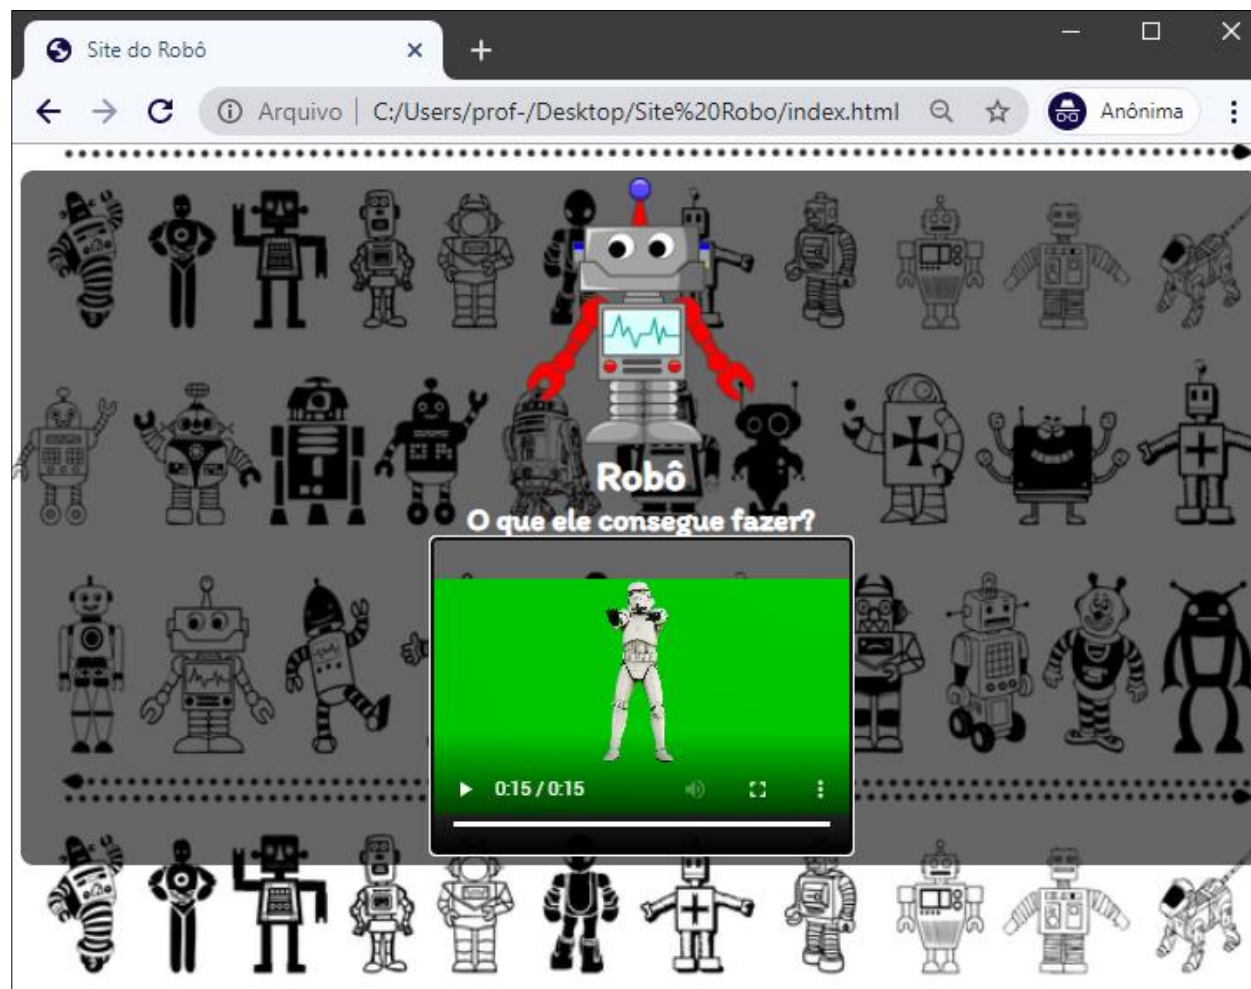 Site do Robô
Arquivo C:/Users/prof-/Desktop/Site%20Robo/index.html Anônima
Robô
O que ele consegue fazer?
0:15 / 0:15